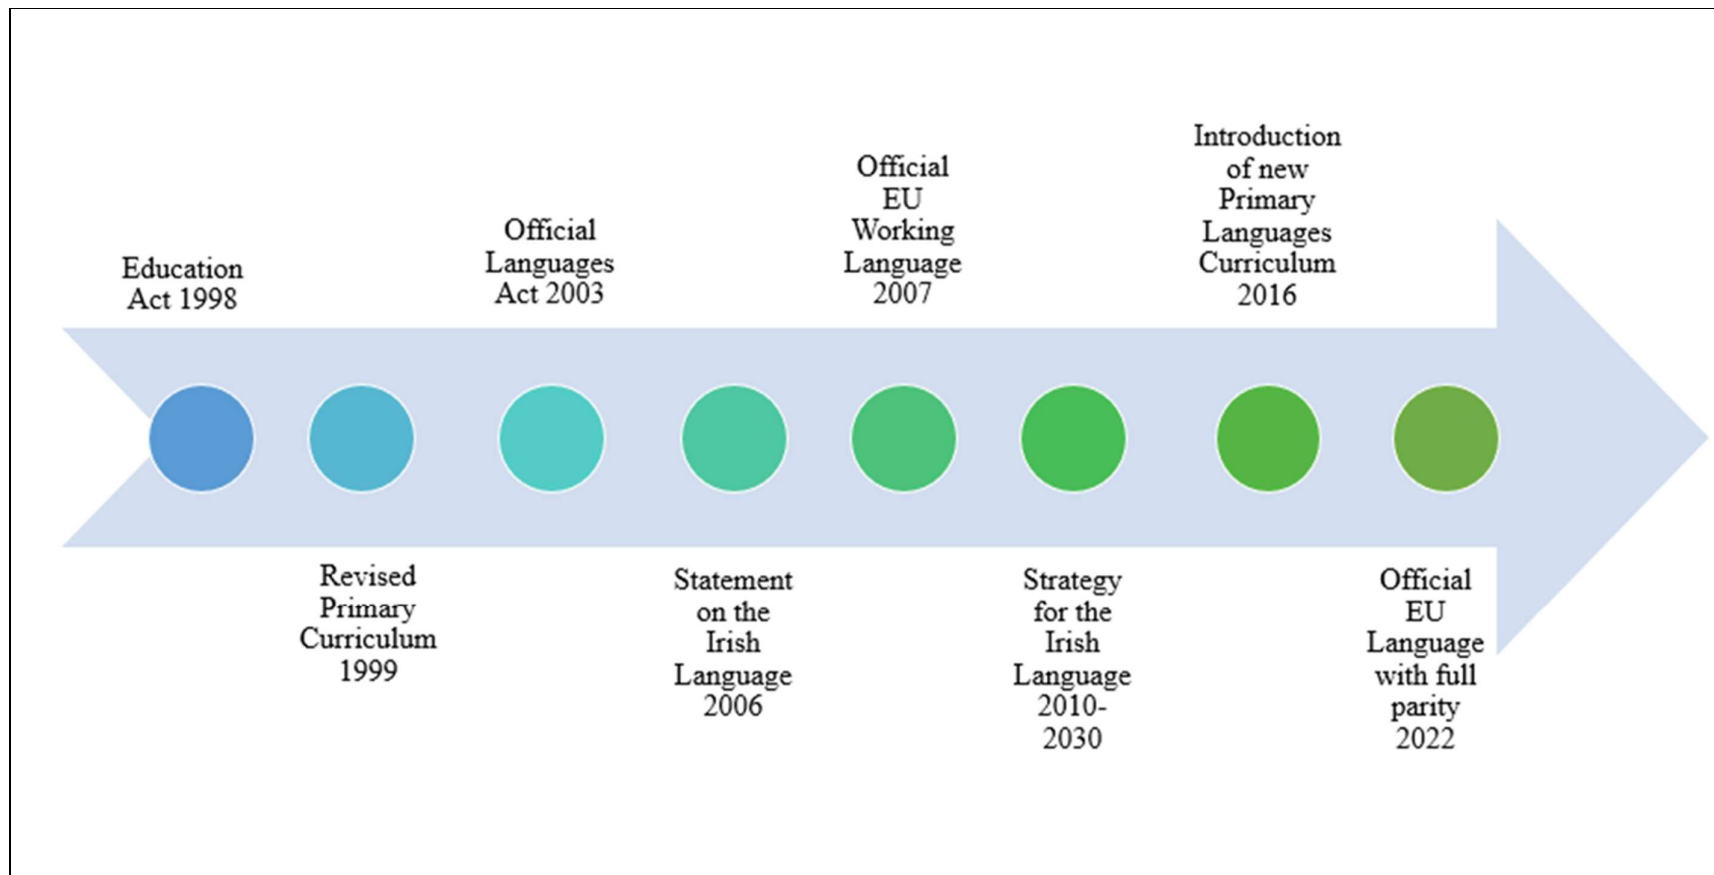 Education
Act 1998
Revised
Primary
Curriculum
1999
Official
Languages
Act 2003
Statement
on the
Irish
Language
2006
Official
EU
Working
Language
2007
Strategy
for the
Irish
Language
2010-
2030
Introduction
of new
Primary
Languages
Curriculum
2016
Official
EU
Language
with full
parity
2022